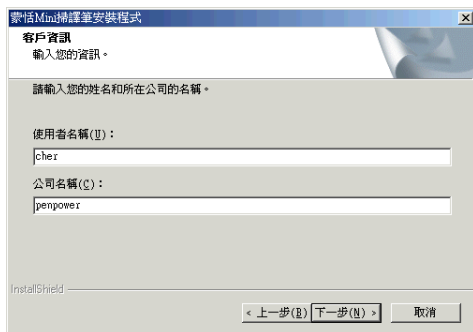 蒙恬Mini掃譯筆安裝程式
客戶資訊
輸入您的資訊。
請輸入您的姓名和所在公司的名稱。
使用者名稱(U)：
cher
公司名稱(C)：
penpower
InstallShield
< 上一步(B) 下一步(N) > 取消